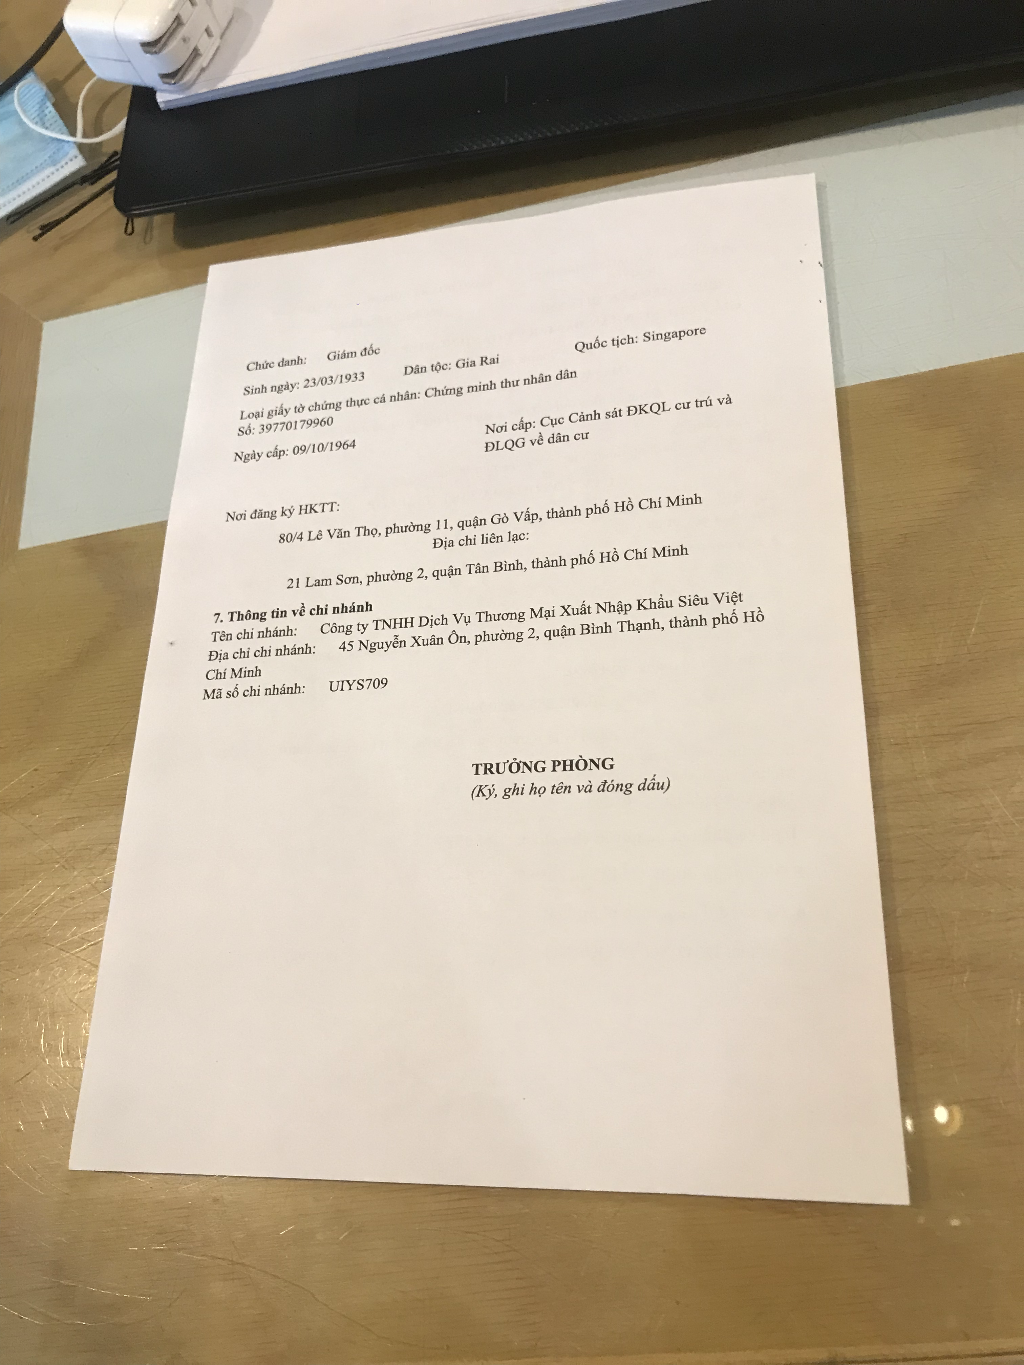 Chức danh: Giám đốc
Sinh ngày: 23/03/1933 Dân tộc: Gia Rai Quốc tịch: Singapore
Loại giấy tờ chứng thực cá nhân: Chứng minh thư nhân dân
Số: 39770179960
Ngày cấp: 09/10/1964 Nơi cấp: Cục Cảnh sát ĐKQL cư trú và
ĐLQG về dân cư
Nơi đăng ký HKTT:
80/4 Lê Văn Thọ, phường 11, quận Gò Vấp, thành phố Hồ Chí Minh
Địa chỉ liên lạc:
21 Lam Sơn, phường 2, quận Tân Bình, thành phố Hồ Chí Minh
7. Thông tin về chi nhánh
Tên chi nhánh: Công ty TNHH Dịch Vụ Thương Mại Xuất Nhập Khẩu Siêu Việt
Địa chỉ chi nhánh: 45 Nguyễn Xuân Ôn, phường 2, quận Bình Thạnh, thành phố Hồ
Chí Minh
Mã số chi nhánh: UIYS709
TRƯỞNG PHÒNG
(Ký, ghi họ tên và đóng dấu)